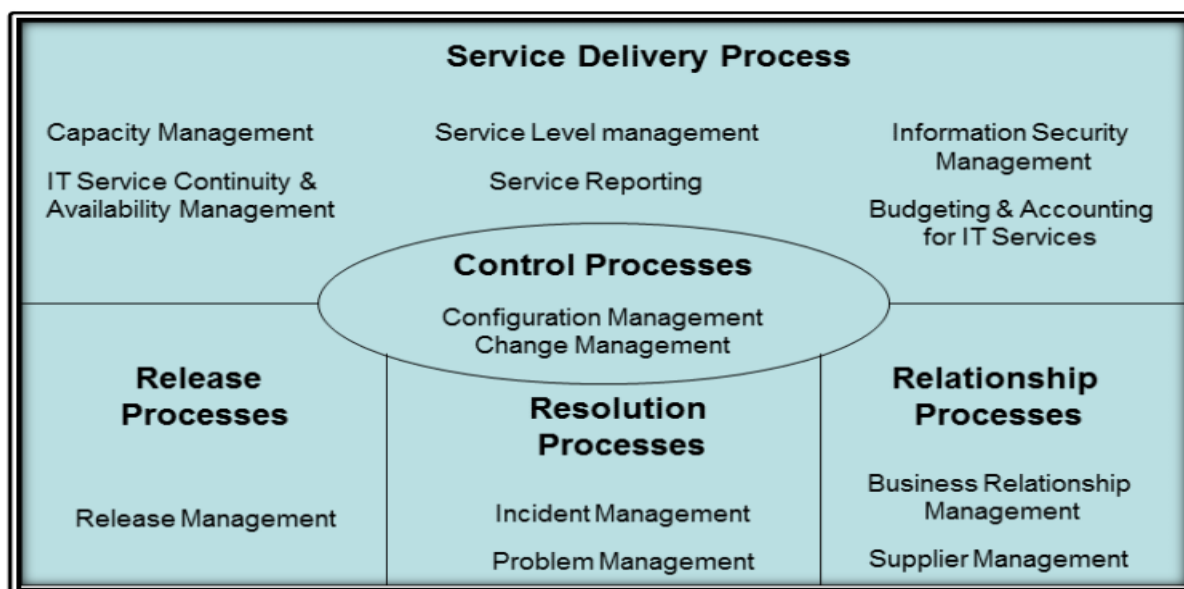 Service Delivery Process
Capacity Management
IT Service Continuity &
Availability Management
Service Level management
Service Reporting
Information Security
Management
Budgeting & Accounting
for IT Services
Control Processes
Configuration Management
Change Management
Release
Processes
Release Management
Resolution
Processes
Incident Management
Problem Management
Relationship
Processes
Business Relationship
Management
Supplier Management